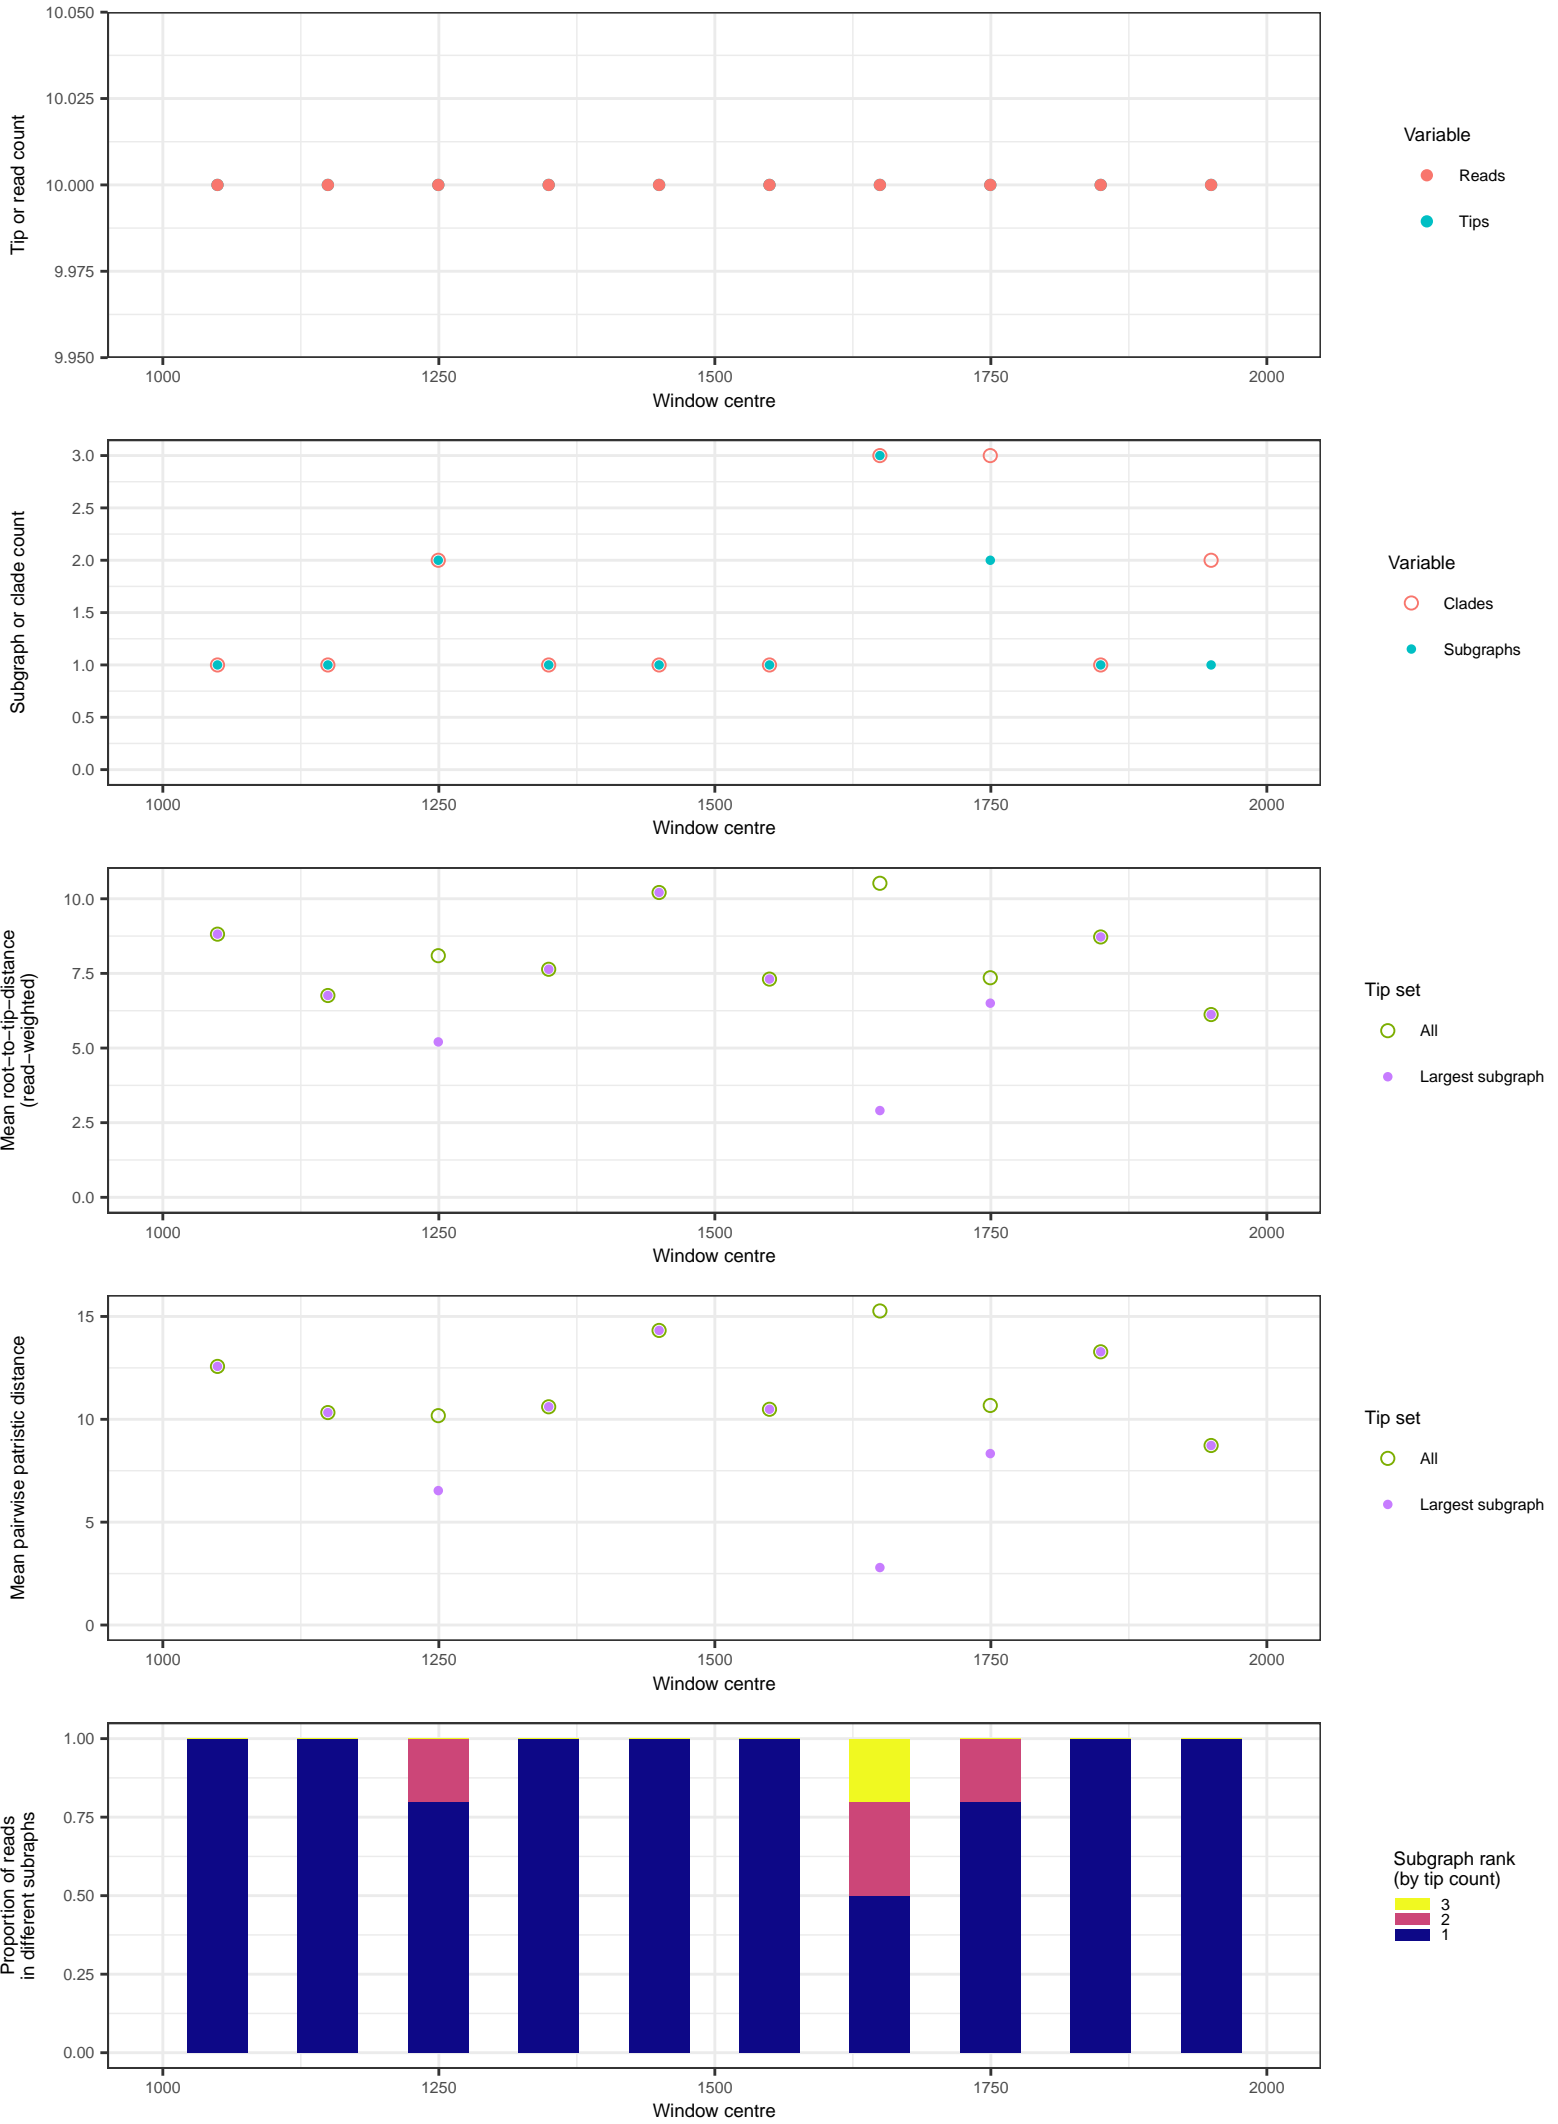 10.050
10.025
10.000
9.975
9.950
Tip or read count
1000 1250 1500 1750 2000
Window centre
Variable
Reads
Tips
3.0
2.5
2.0
1.5
1.0
0.5
0.0
Subgraph or clade count
1000 1250 1500 1750 2000
Window centre
Variable
Clades
Subgraphs
10.0
7.5
5.0
2.5
0.0
Mean root−to−tip−distance
(read−weighted)
1000 1250 1500 1750 2000
Window centre
Tip set
All
Largest subgraph
15
10
5
0
Mean pairwise patristic distance
1000 1250 1500 1750 2000
Window centre
Tip set
All
Largest subgraph
1.00
0.75
0.50
0.25
0.00
Proportion of reads
in different subraphs
1000 1250 1500 1750 2000
Window centre
Subgraph rank
(by tip count)
3
2
1